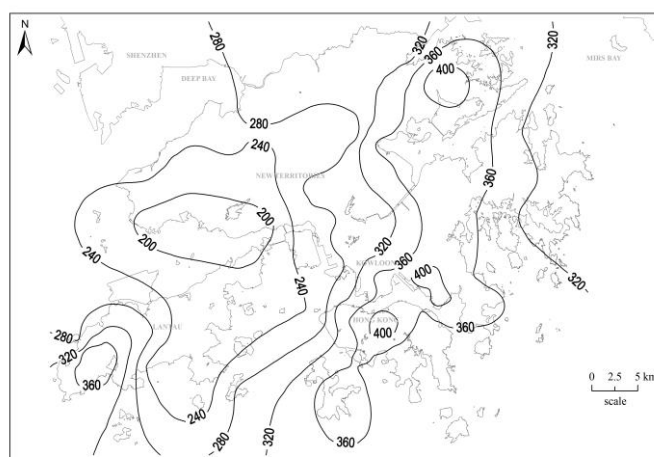 N
280
320
320
SHENZHEN
MIRS BAY
360
DEEP BAY
400
280
240
360
NEW TERRITORIES
200
200
240
320
KOWLOON
360
400
320
240
HONG KONG
LANTAU
360
280
400
320
360
0 2.5 5 km
scale
240
360
280
320